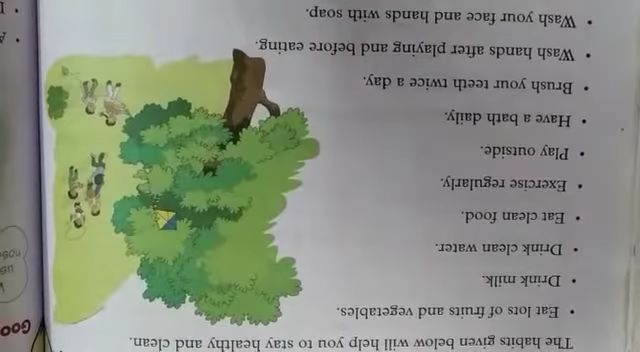 The habits given below will help you to stay healthy and clean.
• Eat lots of fruits and vegetables.
• Drink milk.
• Drink clean water.
• Eat clean food.
• Exercise regularly.
• Play outside.
• Have a bath daily.
• Brush your teeth twice a day.
• Wash hands after playing and before eating.
• Wash your face and hands with soap.
Goo